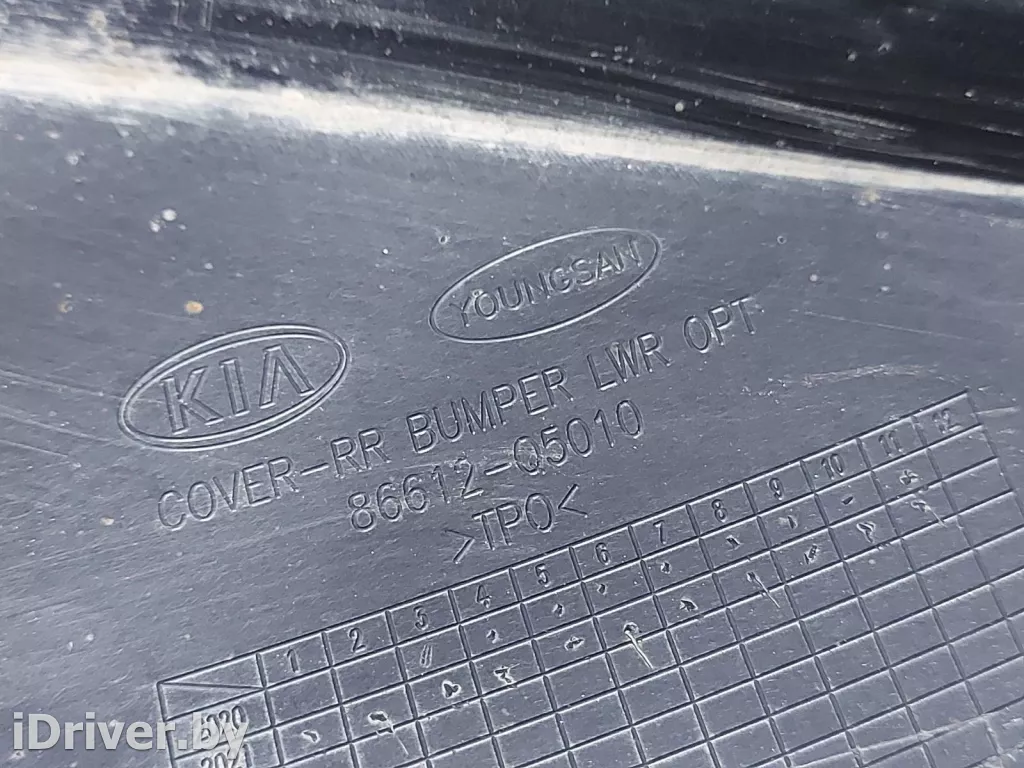 YOUNGSAN
KIA
COVER-RR BUMPER LWR OPT
86612-Q5010
>TPO<
1 2 3 4 5 6 7 8 9 10 11 12
2020
2021
iDriver.by